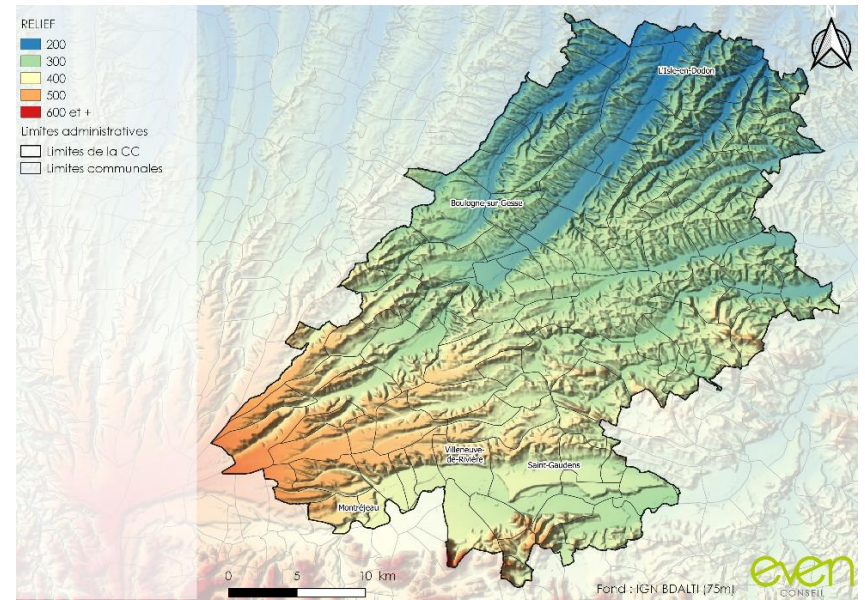 RELIEF
200
300
400
500
600 et +
Limites administratives
Limites de la CC
Limites communales
N
L'Isle-en-Dodon
Boulogne-sur-Gesse
Villeneuve-
de-Rivière
Saint-Gaudens
Montréjeau
0 5 10 km
Fond : IGN BDALTI (75m)
even
CONSEIL